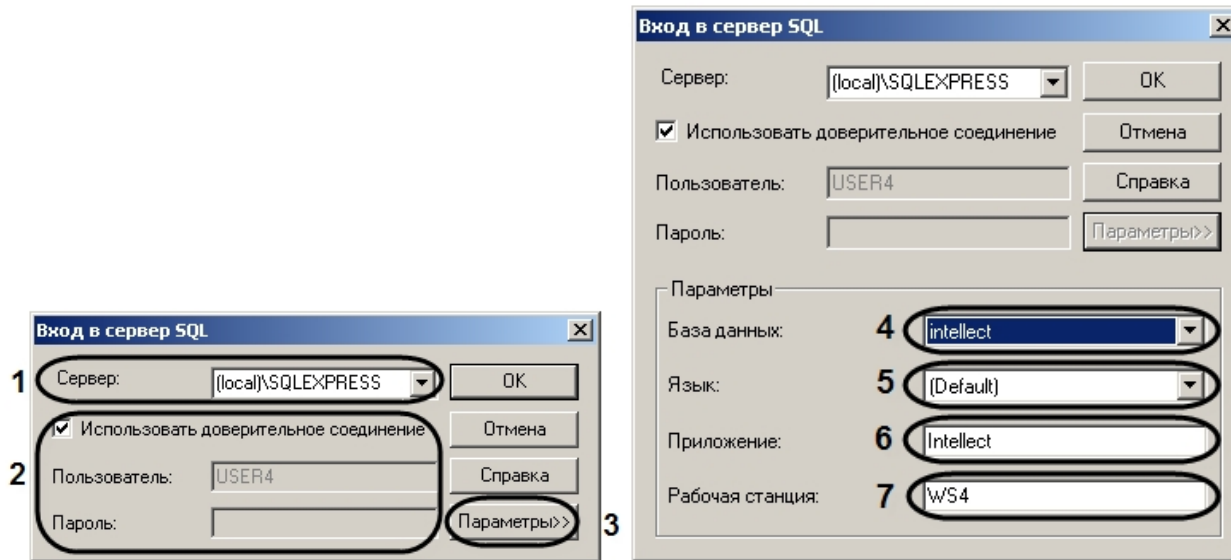 Вход в сервер SQL
1 Сервер: (local)\SQLEXPRESS OK
2 Использовать доверительное соединение Отмена
Пользователь: USER4 Справка
Пароль: Параметры>> 3
Вход в сервер SQL
Сервер: (local)\SQLEXPRESS OK
Использовать доверительное соединение Отмена
Пользователь: USER4 Справка
Пароль: Параметры>>
Параметры
База данных: 4 intellect
Язык: 5 (Default)
Приложение: 6 Intellect
Рабочая станция: 7 WS4